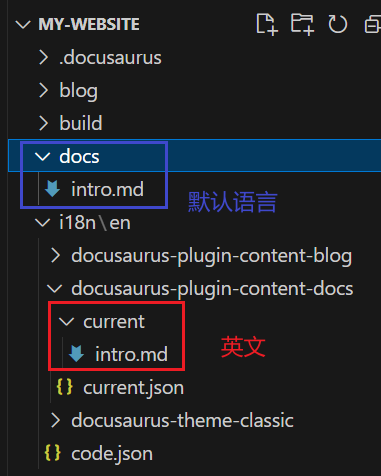 MY-WEBSITE
.docusaurus
blog
build
docs
intro.md
默认语言
i18n\en
docusaurus-plugin-content-blog
docusaurus-plugin-content-docs
current
intro.md
英文
{} current.json
docusaurus-theme-classic
{} code.json